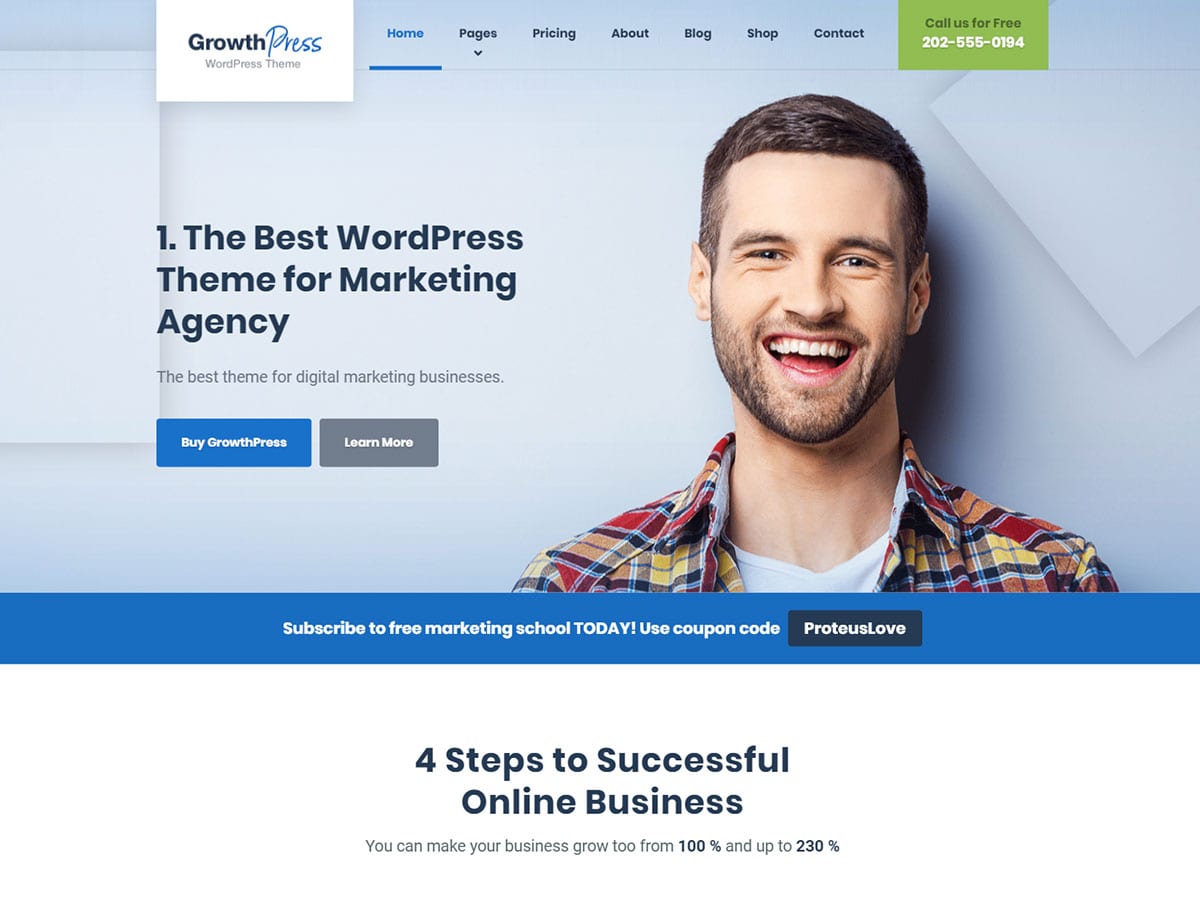 GrowthPress
WordPress Theme
Home
Pages
Pricing
About
Blog
Shop
Contact
Call us for Free
202-555-0194
1. The Best WordPress
Theme for Marketing
Agency
The best theme for digital marketing businesses.
Buy GrowthPress
Learn More
Subscribe to free marketing school TODAY! Use coupon code ProteusLove
4 Steps to Successful
Online Business
You can make your business grow too from 100 % and up to 230 %